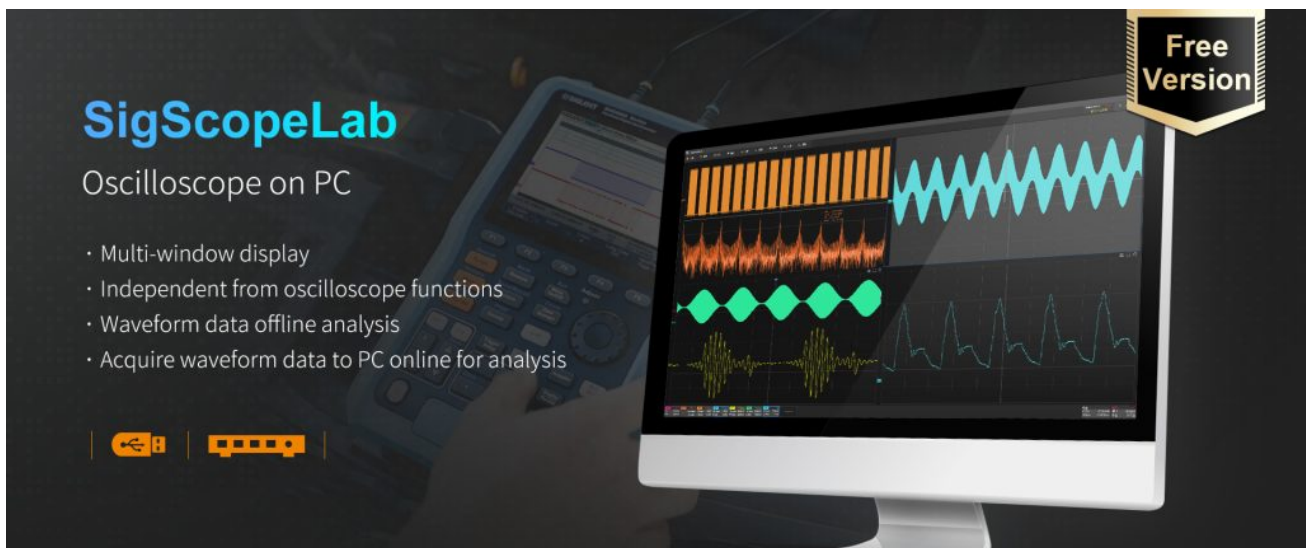 SigScopeLab
Oscilloscope on PC
· Multi-window display
· Independent from oscilloscope functions
· Waveform data offline analysis
· Acquire waveform data to PC online for analysis
SIGLENT
Free
Version